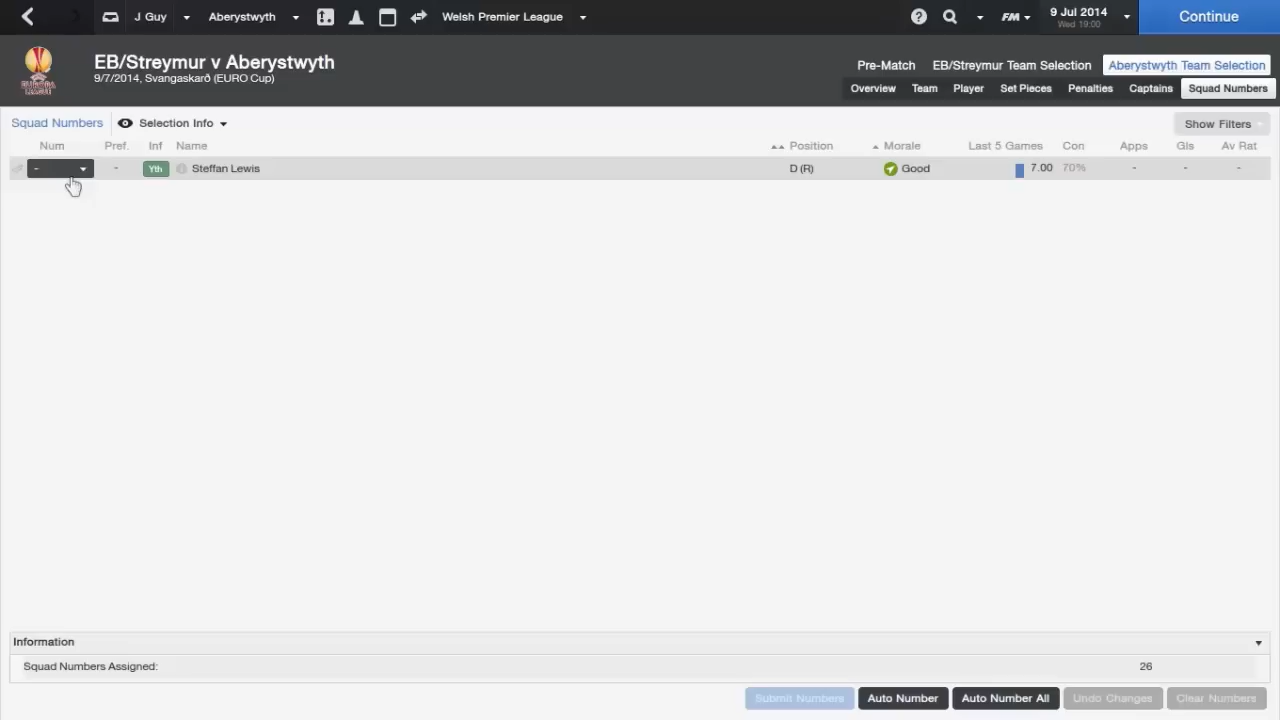 J Guy
Aberystwyth
Welsh Premier League
FM
9 Jul 2014
Wed 19:00
Continue
EB/Streymur v Aberystwyth
9/7/2014, Svangaskarð (EURO Cup)
Pre-Match
EB/Streymur Team Selection
Aberystwyth Team Selection
Overview
Team
Player
Set Pieces
Penalties
Captains
Squad Numbers
Squad Numbers
Selection Info
Show Filters
Num Pref. Inf Name Position Morale Last 5 Games Con Apps Gls Av Rat
- - Yth Steffan Lewis D (R) Good 7.00 70% - - -
Information
Squad Numbers Assigned: 26
Submit Numbers
Auto Number
Auto Number All
Undo Changes
Clear Numbers